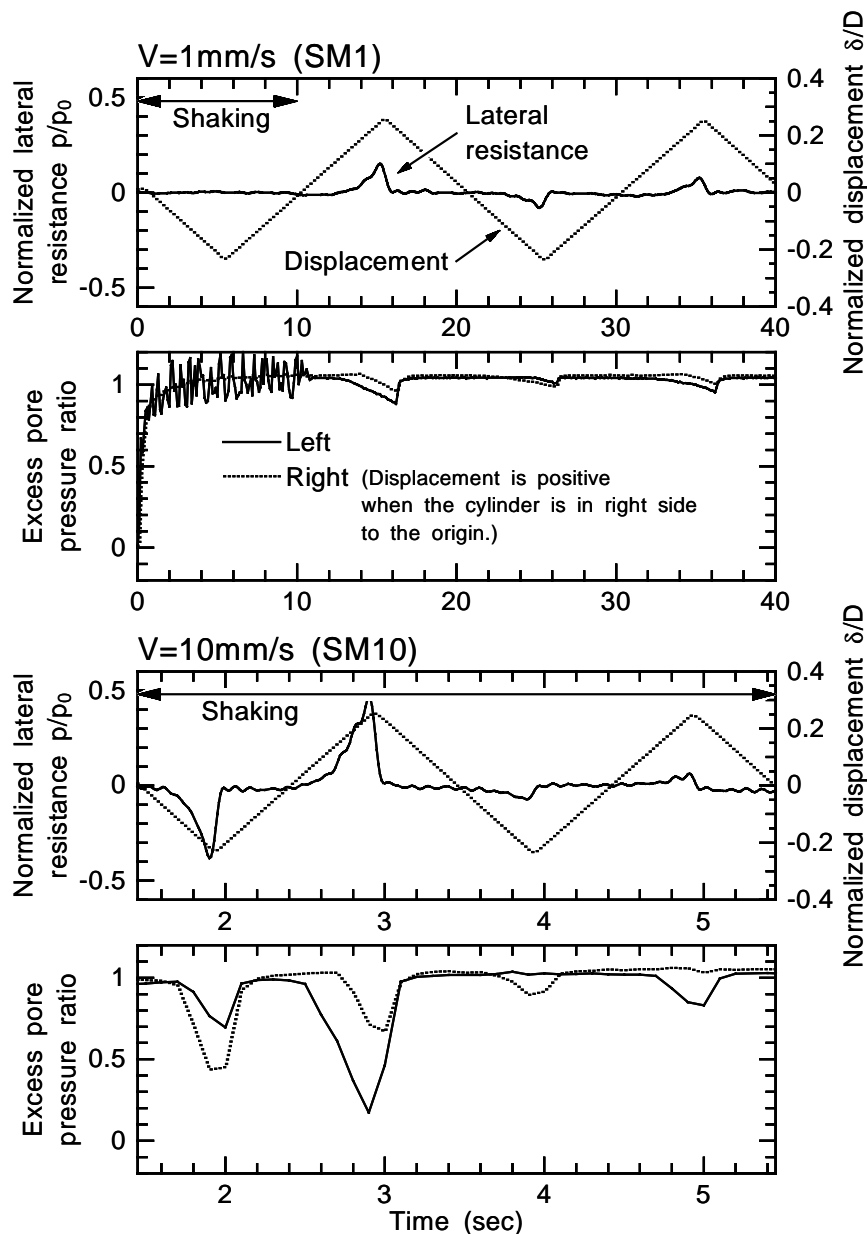 V=1mm/s (SM1)
Normalized lateral
resistance p/p0
0.5
0
-0.5
Shaking
Lateral
resistance
Displacement
0.4
0.2
0
-0.2
-0.4
Normalized displacement δ/D
0 10 20 30 40
Excess pore
pressure ratio
1
0.5
0
Left
Right (Displacement is positive
when the cylinder is in right side
to the origin.)
0 10 20 30 40
V=10mm/s (SM10)
Normalized lateral
resistance p/p0
0.5
0
-0.5
Shaking
0.4
0.2
0
-0.2
-0.4
Normalized displacement δ/D
2 3 4 5
Excess pore
pressure ratio
1
0.5
0
2 3 4 5
Time (sec)